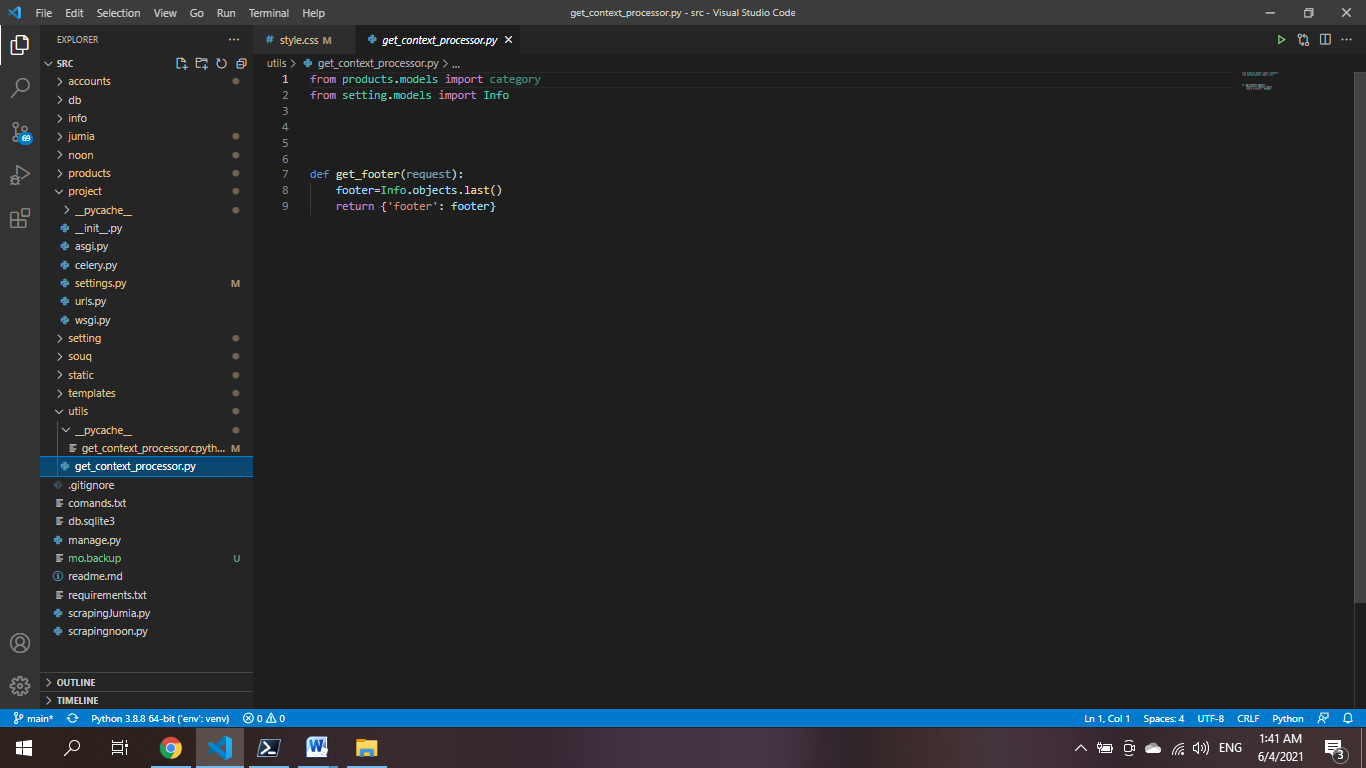 File Edit Selection View Go Run Terminal Help
get_context_processor.py - src - Visual Studio Code
EXPLORER
SRC
accounts
db
info
jumia
noon
products
project
__pycache__
__init__.py
asgi.py
celery.py
settings.py M
urls.py
wsgi.py
setting
souq
static
templates
utils
__pycache__
get_context_processor.cpyth... M
get_context_processor.py
.gitignore
comands.txt
db.sqlite3
manage.py
mo.backup U
readme.md
requirements.txt
scrapingJumia.py
scrapingnoon.py
OUTLINE
TIMELINE
69
# style.css M
get_context_processor.py
utils > get_context_processor.py > ...
1 from products.models import category
2 from setting.models import Info
3
4
5
6
7 def get_footer(request):
8 footer=Info.objects.last()
9 return {'footer': footer}
main* Python 3.8.8 64-bit ('env': venv) 0 0
Ln 1, Col 1 Spaces: 4 UTF-8 CRLF Python
ENG
1:41 AM
6/4/2021
3